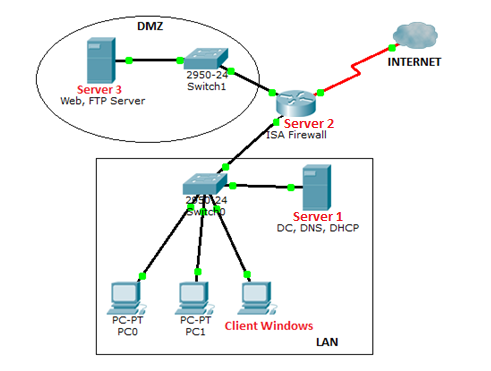 DMZ
Server 3
Web, FTP Server
2950-24
Switch1
INTERNET
Server 2
ISA Firewall
2950-24
Switch0
Server 1
DC, DNS, DHCP
PC-PT
PC0
PC-PT
PC1
Client Windows
LAN